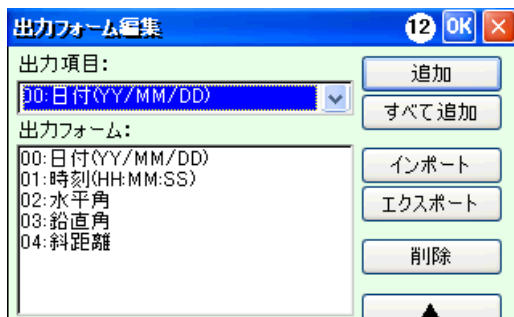 出力フォーム編集 12 OK
出力項目:
00:日付(YY/MM/DD)
追加
すべて追加
出力フォーム:
00:日付(YY/MM/DD)
01:時刻(HH:MM:SS)
02:水平角
03:鉛直角
04:斜距離
インポート
エクスポート
削除